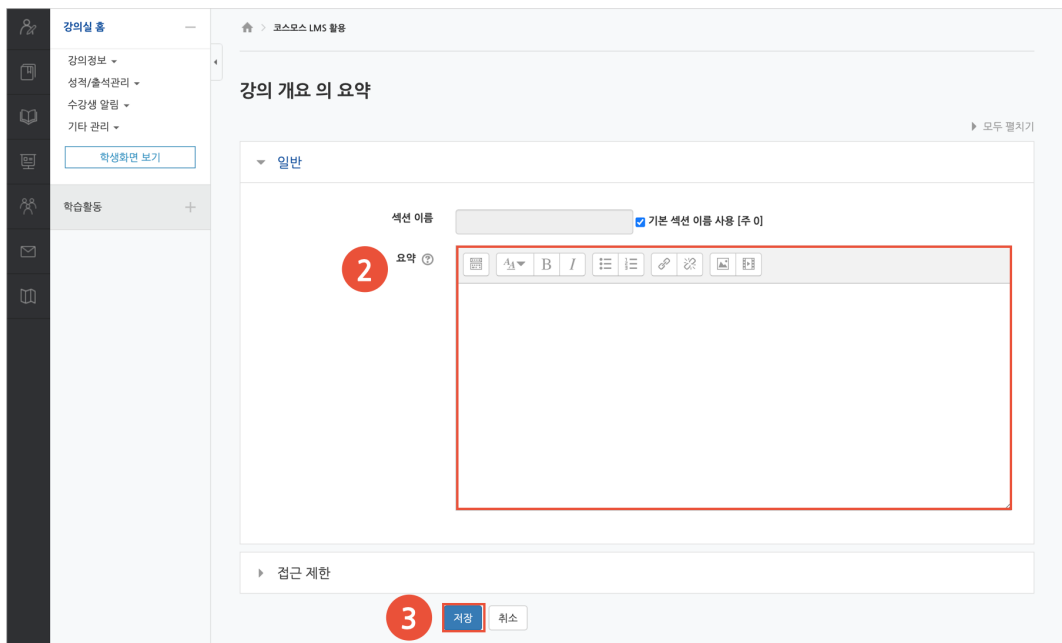 강의실 홈
코스모스 LMS 활용
강의정보
성적/출석관리
수강생 알림
기타 관리
학생화면 보기
학습활동
강의 개요 의 요약
모두 펼치기
일반
섹션 이름
기본 섹션 이름 사용 [주 0]
2
요약
접근 제한
3
저장
취소